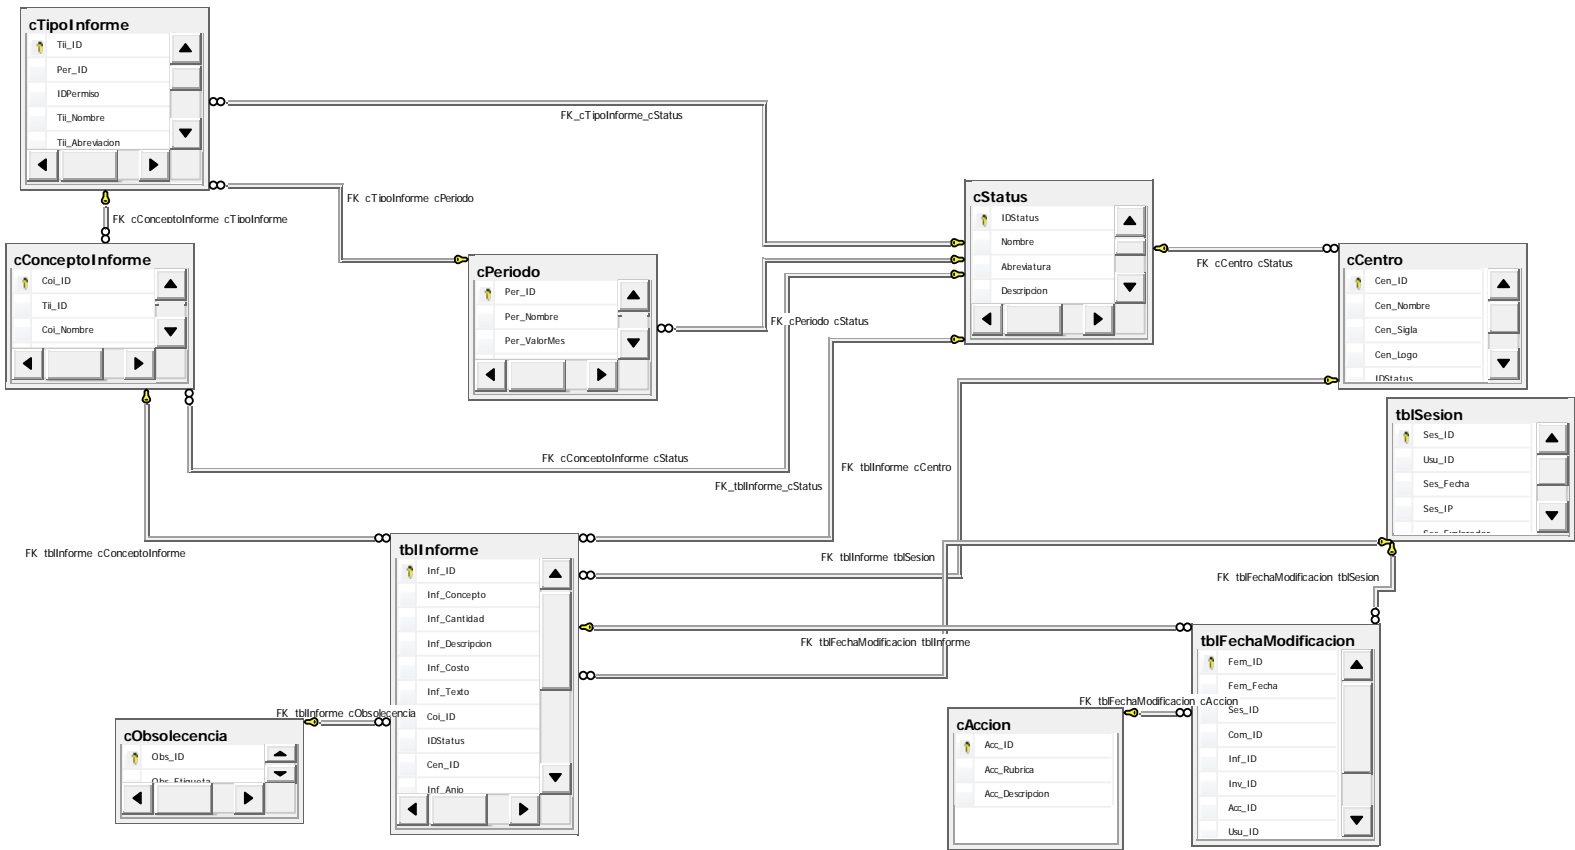 cTipoInforme
Tii_ID
Per_ID
IDPermiso
Tii_Nombre
Tii_Abreviacion
FK_cTipoInforme_cStatus
FK_cTipoInforme_cPeriodo
FK_cConceptoInforme_cTipoInforme
cConceptoInforme
Coi_ID
Tii_ID
Coi_Nombre
cPeriodo
Per_ID
Per_Nombre
Per_ValorMes
FK_cPeriodo_cStatus
cStatus
IDStatus
Nombre
Abreviatura
Descripcion
FK_cCentro_cStatus
cCentro
Cen_ID
Cen_Nombre
Cen_Sigla
Cen_Logo
IDStatus
tblSesion
Ses_ID
Usu_ID
Ses_Fecha
Ses_IP
Ses_Explorador
FK_cConceptoInforme_cStatus
FK_tblInforme_cCentro
FK_tblInforme_cStatus
FK_tblInforme_cConceptoInforme
FK_tblInforme_tblSesion
FK_tblFechaModificacion_tblSesion
tblInforme
Inf_ID
Inf_Concepto
Inf_Cantidad
Inf_Descripcion
Inf_Costo
Inf_Texto
Coi_ID
IDStatus
Cen_ID
Inf_Anio
FK_tblFechaModificacion_tblInforme
tblFechaModificacion
Fem_ID
Fem_Fecha
Ses_ID
Com_ID
Inf_ID
Inv_ID
Acc_ID
Usu_ID
FK_tblFechaModificacion_cAccion
FK_tblInforme_cObsolecencia
cObsolecencia
Obs_ID
Obs_Etiqueta
cAccion
Acc_ID
Acc_Rubrica
Acc_Descripcion